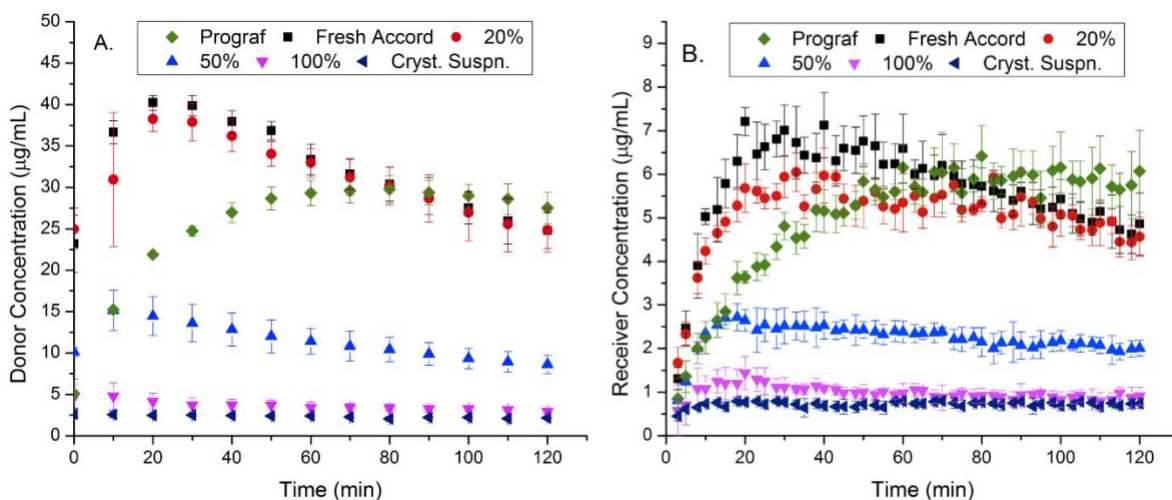 A.
Prograf Fresh Accord 20%
50% 100% Cryst. Suspn.
Donor Concentration (µg/mL)
50
45
40
35
30
25
20
15
10
5
0
0 20 40 60 80 100 120
Time (min)
B.
Prograf Fresh Accord 20%
50% 100% Cryst. Suspn.
Receiver Concentration (µg/mL)
9
8
7
6
5
4
3
2
1
0
0 20 40 60 80 100 120
Time (min)